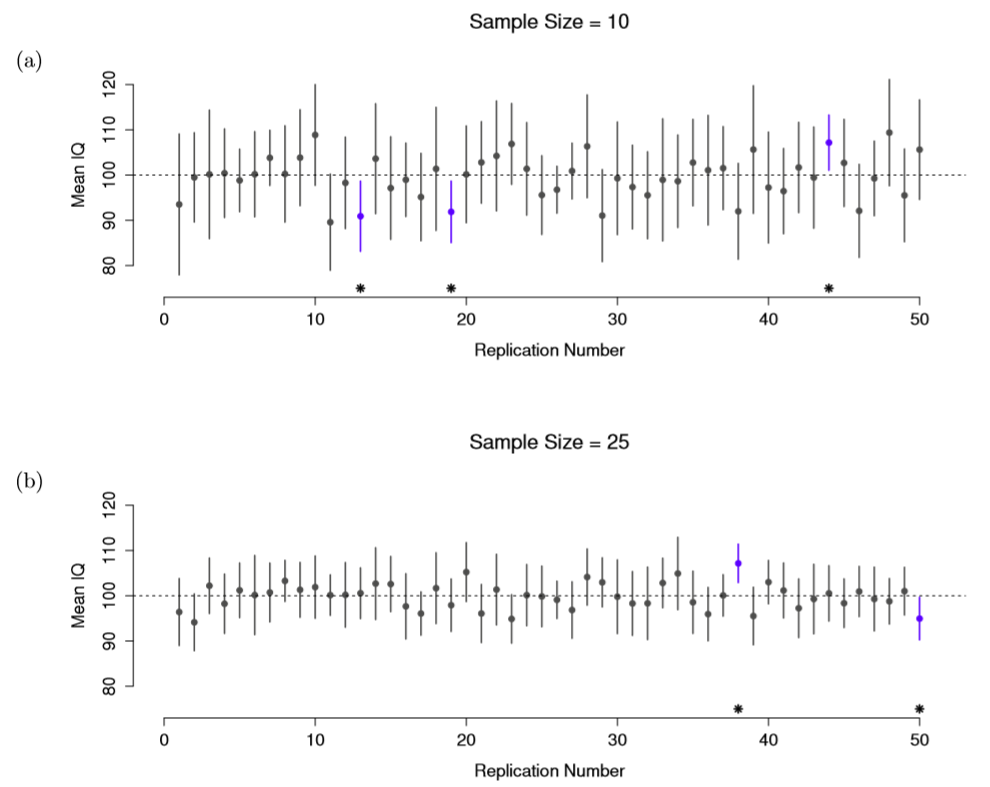 Sample Size = 10
(a)
120
110
100
90
80
Mean IQ
* * *
0 10 20 30 40 50
Replication Number
Sample Size = 25
(b)
120
110
100
90
80
Mean IQ
* *
0 10 20 30 40 50
Replication Number